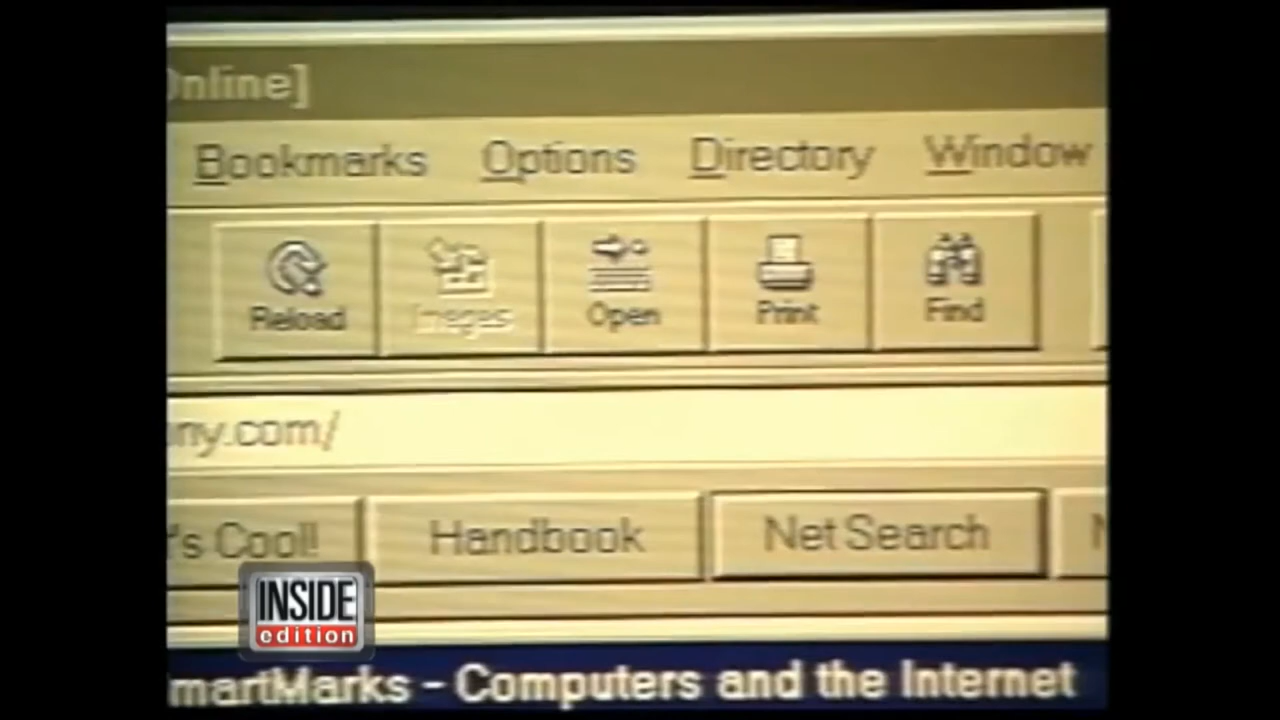 Online]
Bookmarks Options Directory Window
Reload Images Open Print Find
ny.com/
's Cool! Handbook Net Search
INSIDE
edition
martMarks - Computers and the Internet